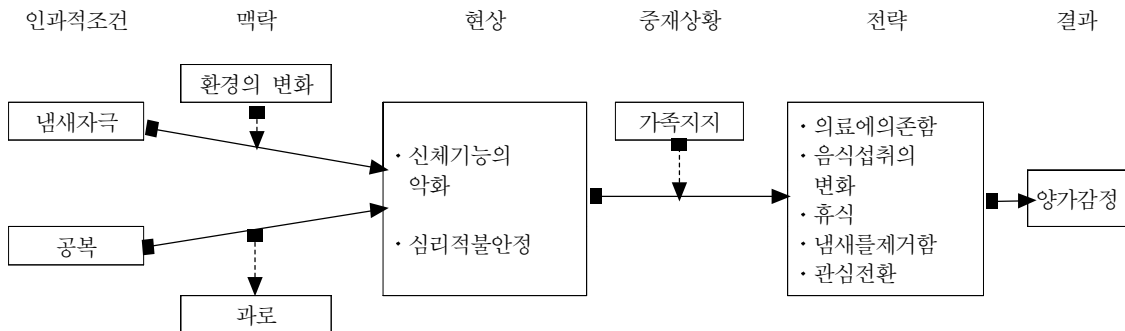 인과적조건 맥락 현상 중재상황 전략 결과
환경의 변화
냄새자극
가족지지
· 신체기능의
악화
· 심리적불안정
· 의료에의존함
· 음식섭취의
변화
· 휴식
· 냄새를제거함
· 관심전환
양가감정
공복
과로